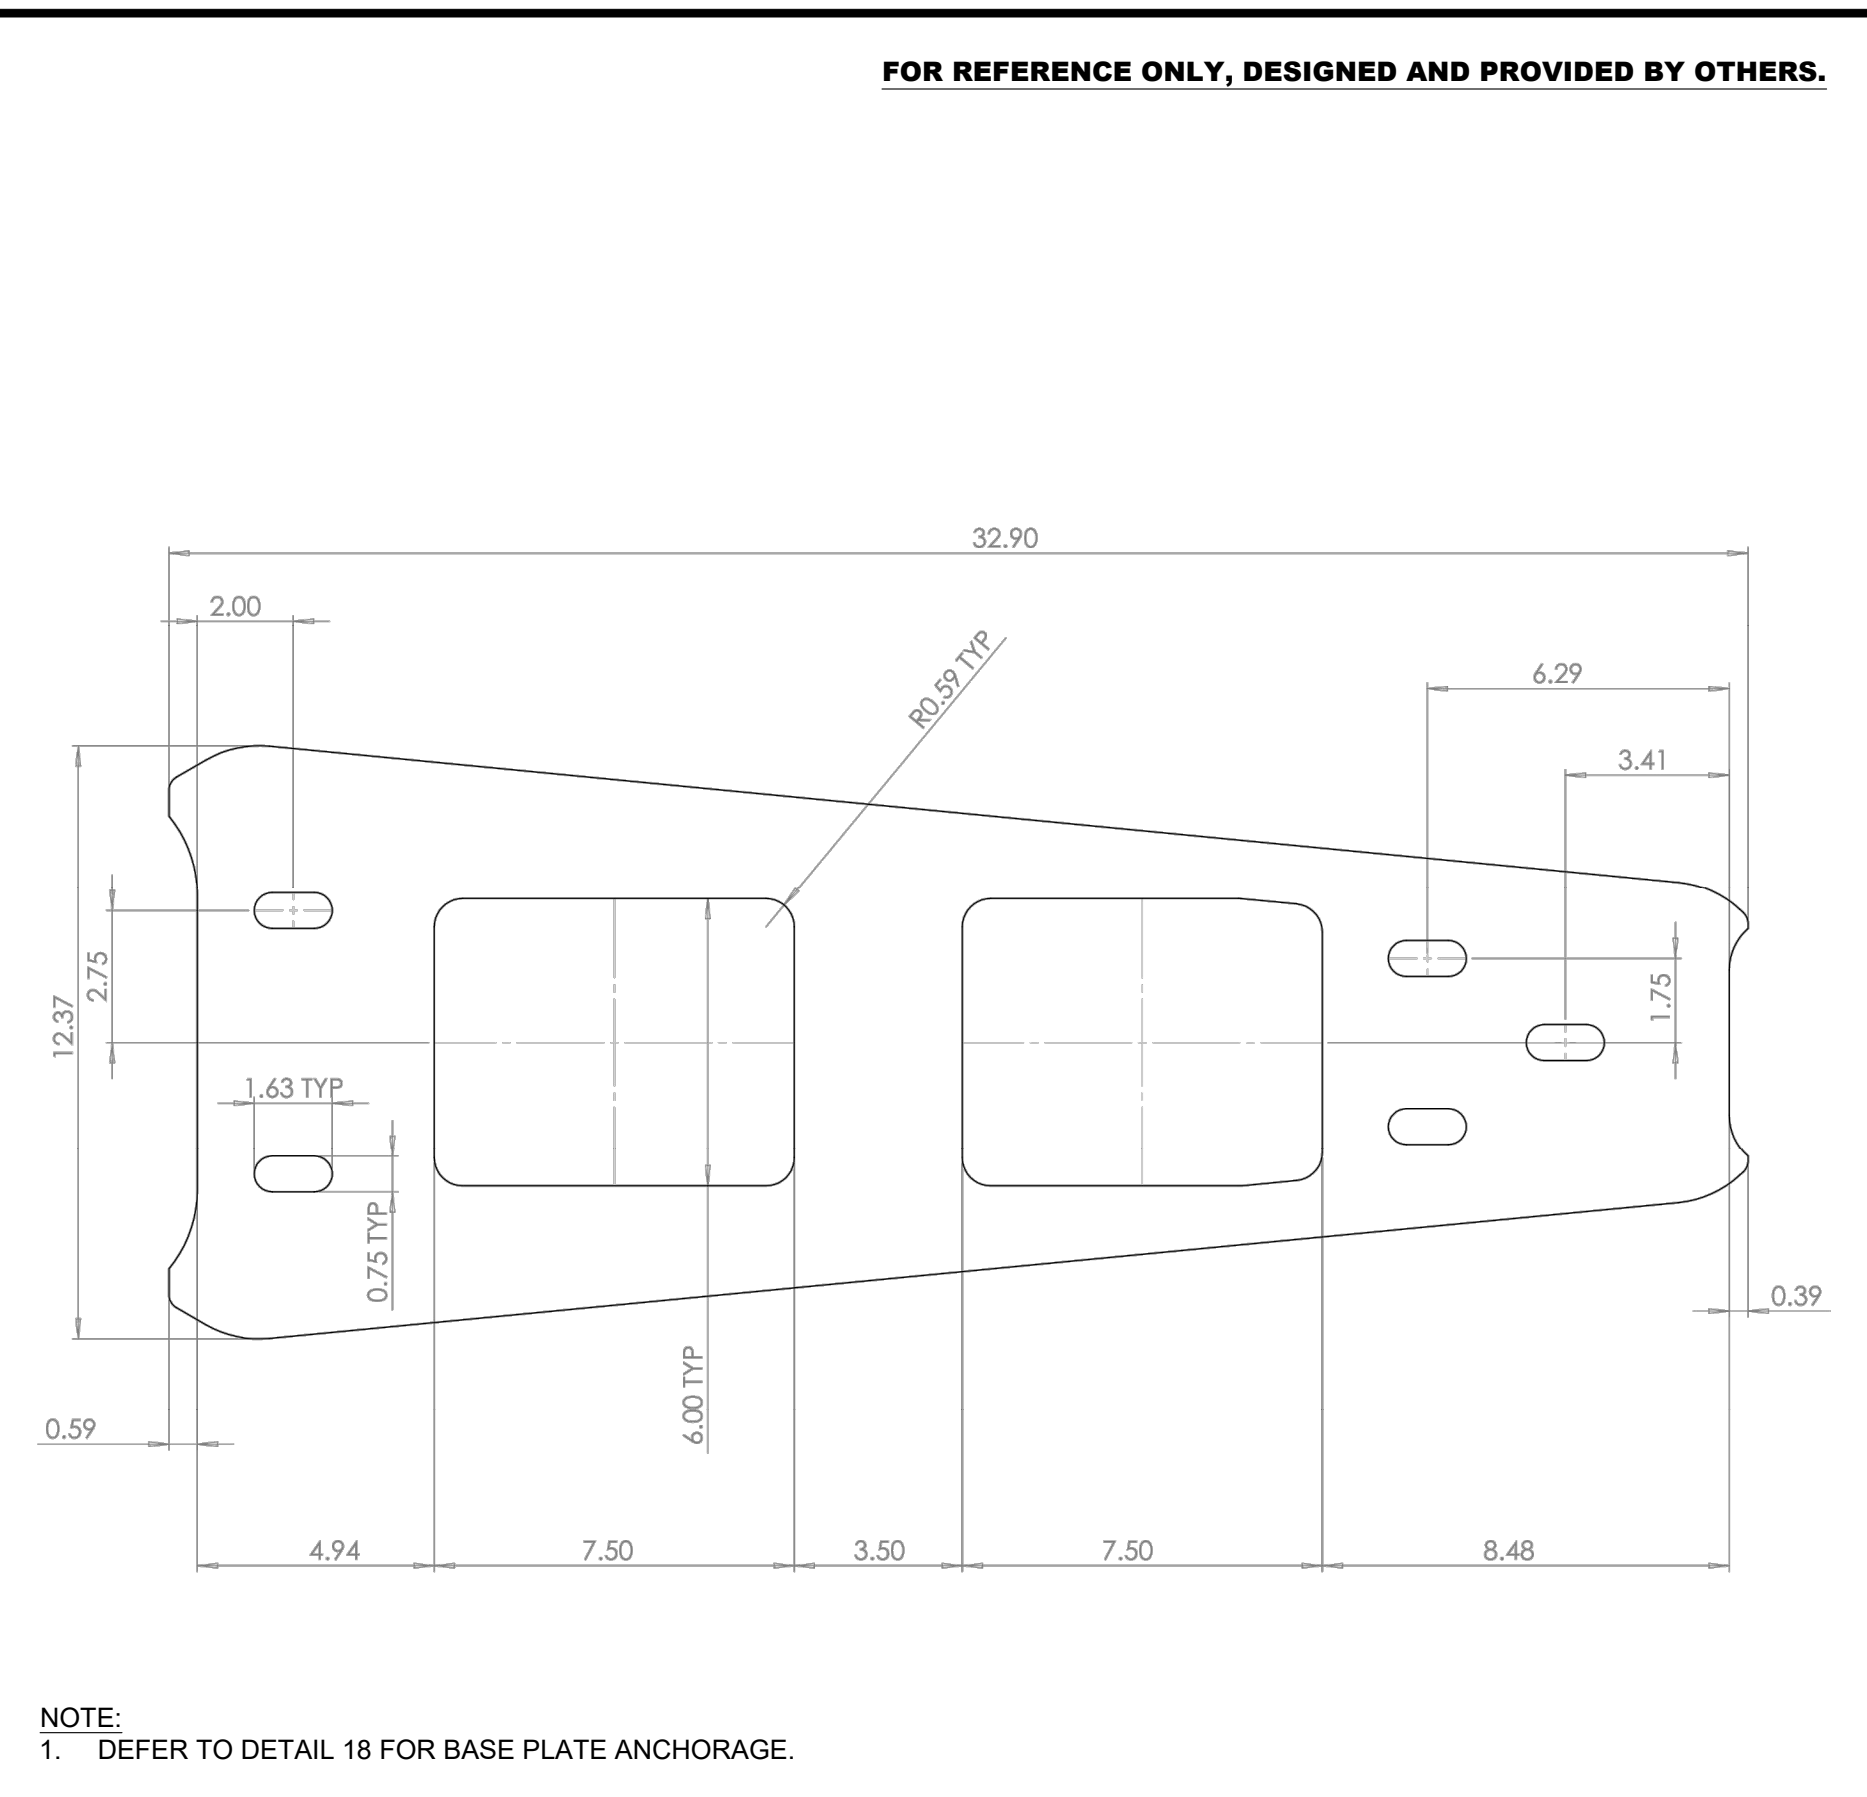 FOR REFERENCE ONLY, DESIGNED AND PROVIDED BY OTHERS.
32.90
2.00
R0.59 TYP
6.29
3.41
2.75
12.37
1.75
1.63 TYP
0.75 TYP
6.00 TYP
0.39
0.59
4.94
7.50
3.50
7.50
8.48
NOTE:
1. DEFER TO DETAIL 18 FOR BASE PLATE ANCHORAGE.